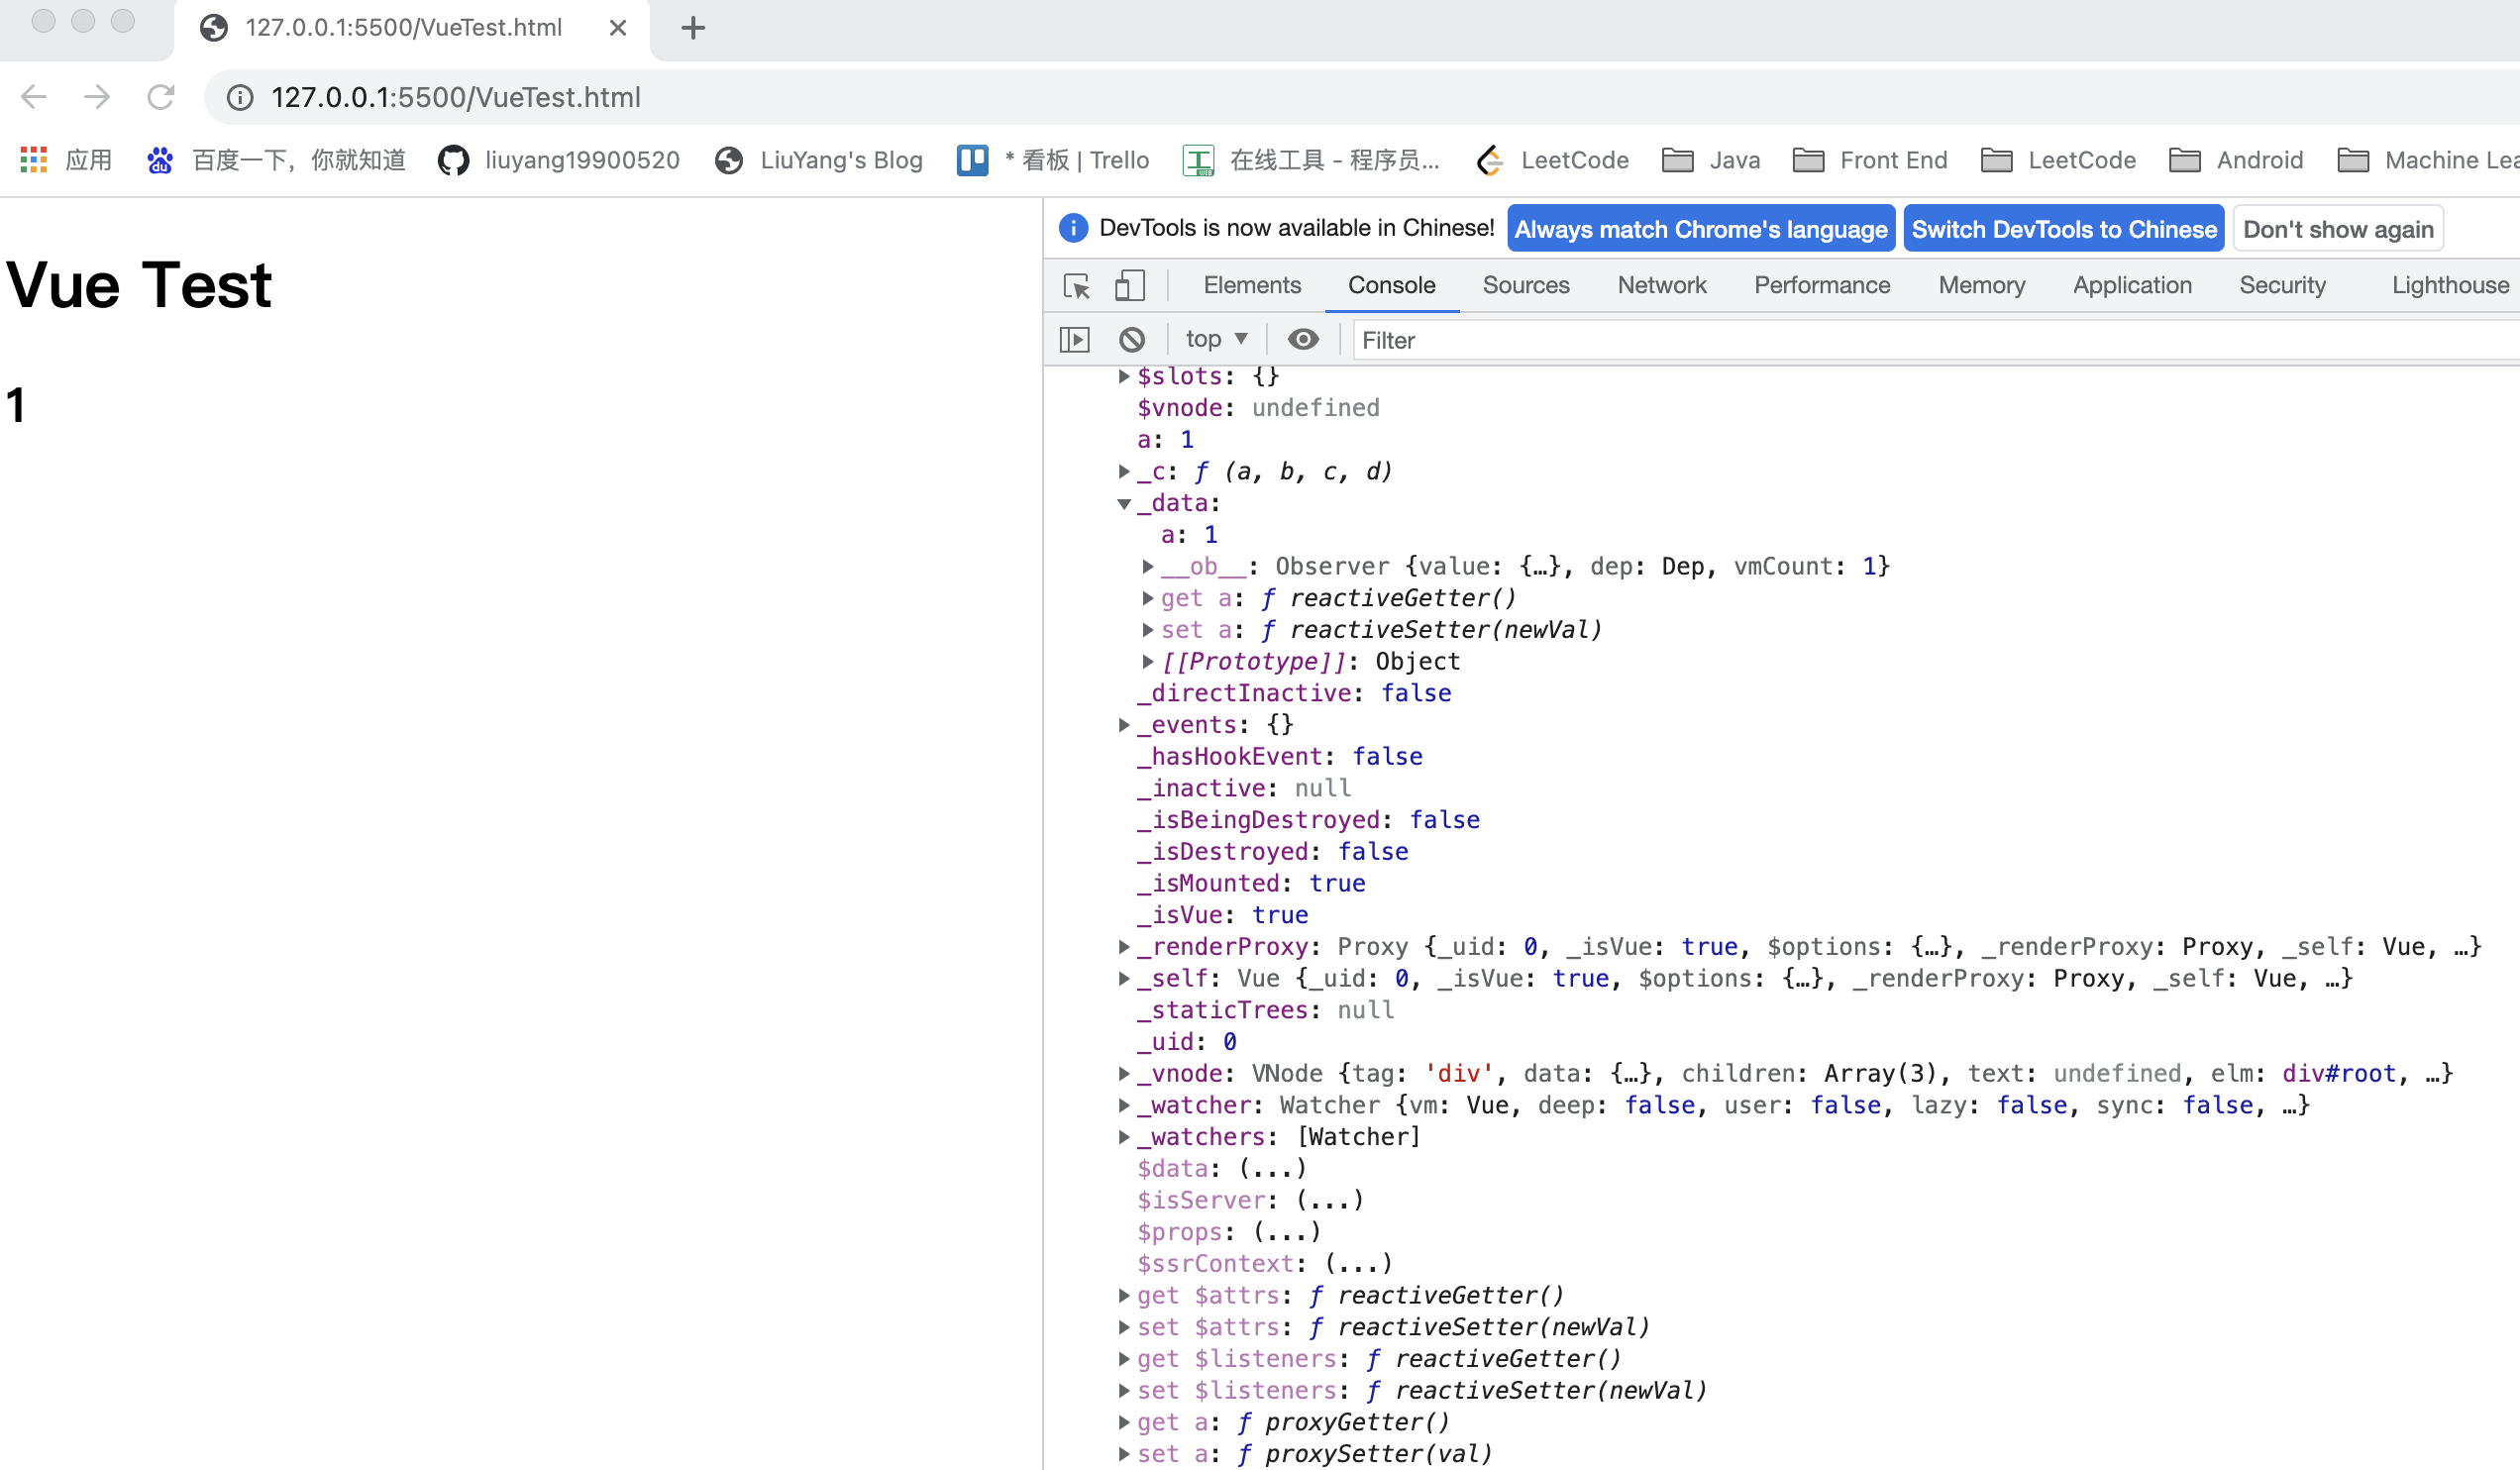 127.0.0.1:5500/VueTest.html
127.0.0.1:5500/VueTest.html
应用 百度一下，你就知道 liuyang19900520 LiuYang's Blog * 看板 | Trello 在线工具 - 程序员... LeetCode Java Front End LeetCode Android Machine Lea
DevTools is now available in Chinese! Always match Chrome's language Switch DevTools to Chinese Don't show again
Vue Test
1
Elements Console Sources Network Performance Memory Application Security Lighthouse
top Filter
$slots: {}
$vnode: undefined
a: 1
_c: ƒ (a, b, c, d)
_data:
a: 1
__ob__: Observer {value: {…}, dep: Dep, vmCount: 1}
get a: ƒ reactiveGetter()
set a: ƒ reactiveSetter(newVal)
[[Prototype]]: Object
_directInactive: false
_events: {}
_hasHookEvent: false
_inactive: null
_isBeingDestroyed: false
_isDestroyed: false
_isMounted: true
_isVue: true
_renderProxy: Proxy {_uid: 0, _isVue: true, $options: {…}, _renderProxy: Proxy, _self: Vue, …}
_self: Vue {_uid: 0, _isVue: true, $options: {…}, _renderProxy: Proxy, _self: Vue, …}
_staticTrees: null
_uid: 0
_vnode: VNode {tag: 'div', data: {…}, children: Array(3), text: undefined, elm: div#root, …}
_watcher: Watcher {vm: Vue, deep: false, user: false, lazy: false, sync: false, …}
_watchers: [Watcher]
$data: (...)
$isServer: (...)
$props: (...)
$ssrContext: (...)
get $attrs: ƒ reactiveGetter()
set $attrs: ƒ reactiveSetter(newVal)
get $listeners: ƒ reactiveGetter()
set $listeners: ƒ reactiveSetter(newVal)
get a: ƒ proxyGetter()
set a: ƒ proxySetter(val)